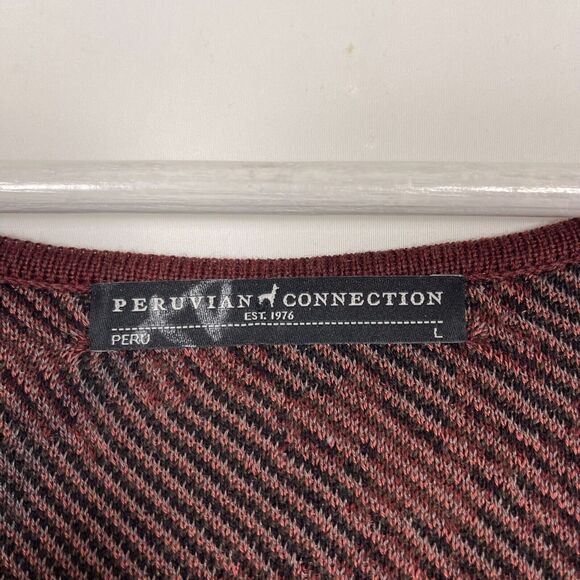 PERUVIAN CONNECTION
EST. 1976
PERU L